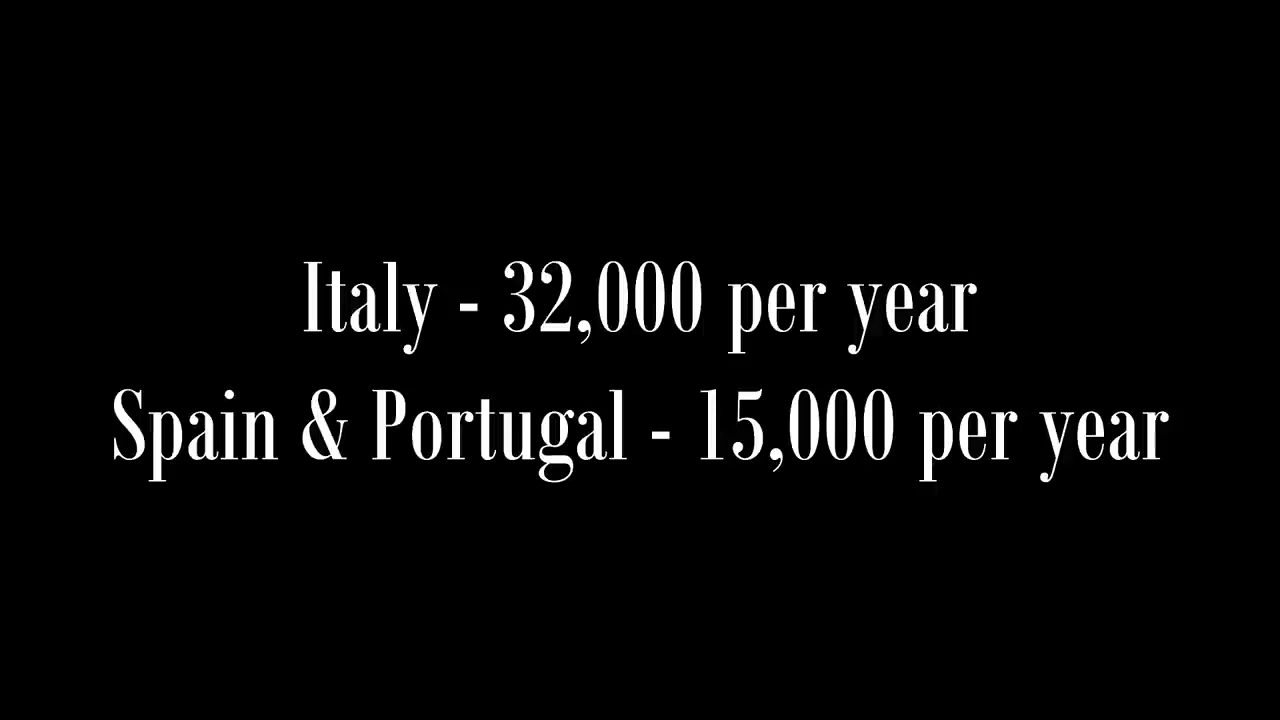 Italy - 32,000 per year
Spain & Portugal - 15,000 per year